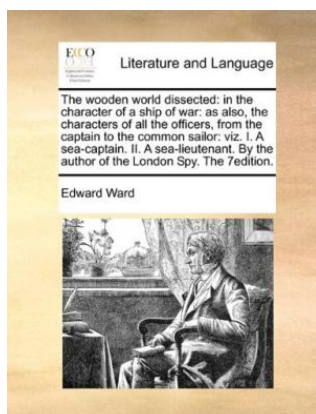 ECCO
Literature and Language
The wooden world dissected: in the
character of a ship of war: as also, the
characters of all the officers, from the
captain to the common sailor: viz. I. A
sea-captain. II. A sea-lieutenant. By the
author of the London Spy. The 7edition.
Edward Ward